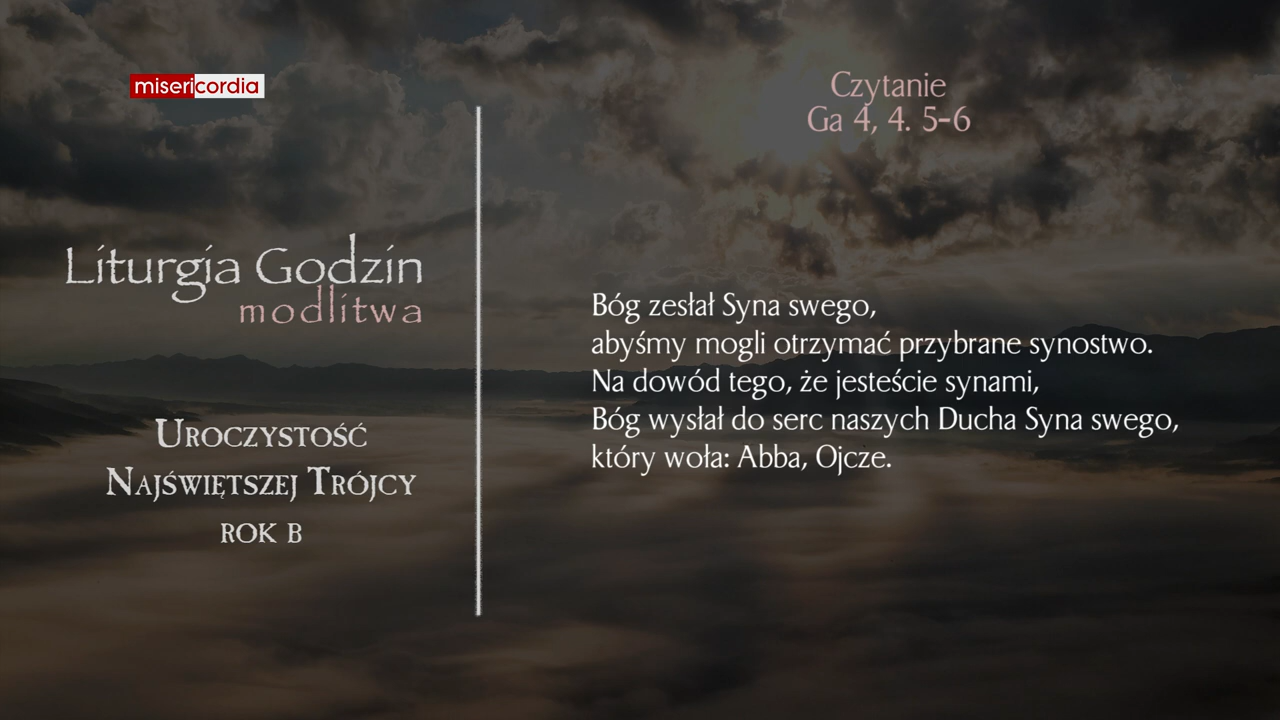 misericordia
Liturgia Godzin
modlitwa
Uroczystość
Najświętszej Trójcy
rok B
Czytanie
Ga 4, 4. 5-6
Bóg zesłał Syna swego,
abyśmy mogli otrzymać przybrane synostwo.
Na dowód tego, że jesteście synami,
Bóg wysłał do serc naszych Ducha Syna swego,
który woła: Abba, Ojcze.